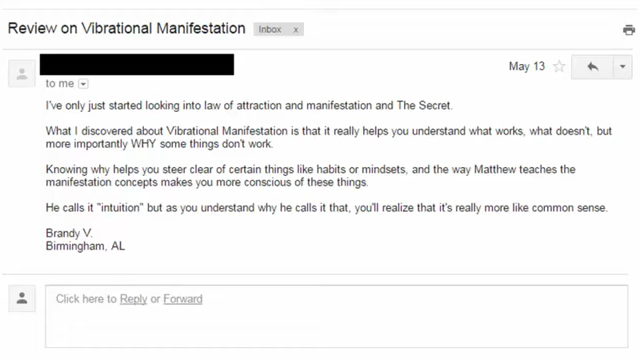 Review on Vibrational Manifestation Inbox x
May 13
to me
I've only just started looking into law of attraction and manifestation and The Secret.
What I discovered about Vibrational Manifestation is that it really helps you understand what works, what doesn't, but
more importantly WHY some things don't work.
Knowing why helps you steer clear of certain things like habits or mindsets, and the way Matthew teaches the
manifestation concepts makes you more conscious of these things.
He calls it "intuition" but as you understand why he calls it that, you'll realize that it's really more like common sense.
Brandy V.
Birmingham, AL
Click here to Reply or Forward